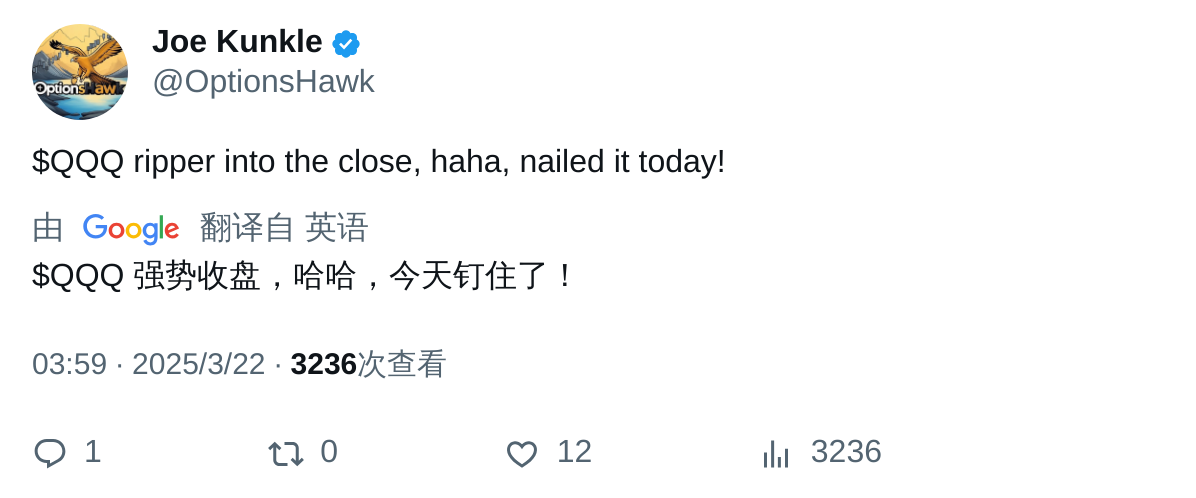 OptionsHawk
Joe Kunkle
@OptionsHawk
$QQQ ripper into the close, haha, nailed it today!
由 Google 翻译自 英语
$QQQ 强势收盘，哈哈，今天钉住了！
03:59 · 2025/3/22 · 3236次查看
1 0 12 3236